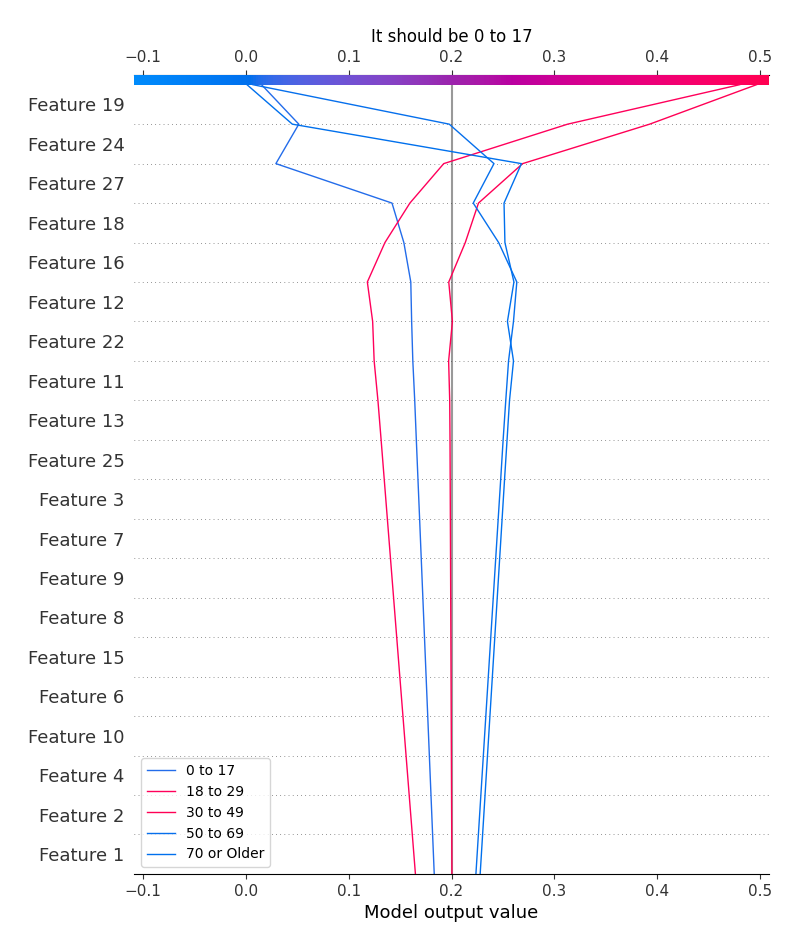 It should be 0 to 17
−0.1 0.0 0.1 0.2 0.3 0.4 0.5
Feature 19
Feature 24
Feature 27
Feature 18
Feature 16
Feature 12
Feature 22
Feature 11
Feature 13
Feature 25
Feature 3
Feature 7
Feature 9
Feature 8
Feature 15
Feature 6
Feature 10
Feature 4
Feature 2
Feature 1
0 to 17
18 to 29
30 to 49
50 to 69
70 or Older
−0.1 0.0 0.1 0.2 0.3 0.4 0.5
Model output value